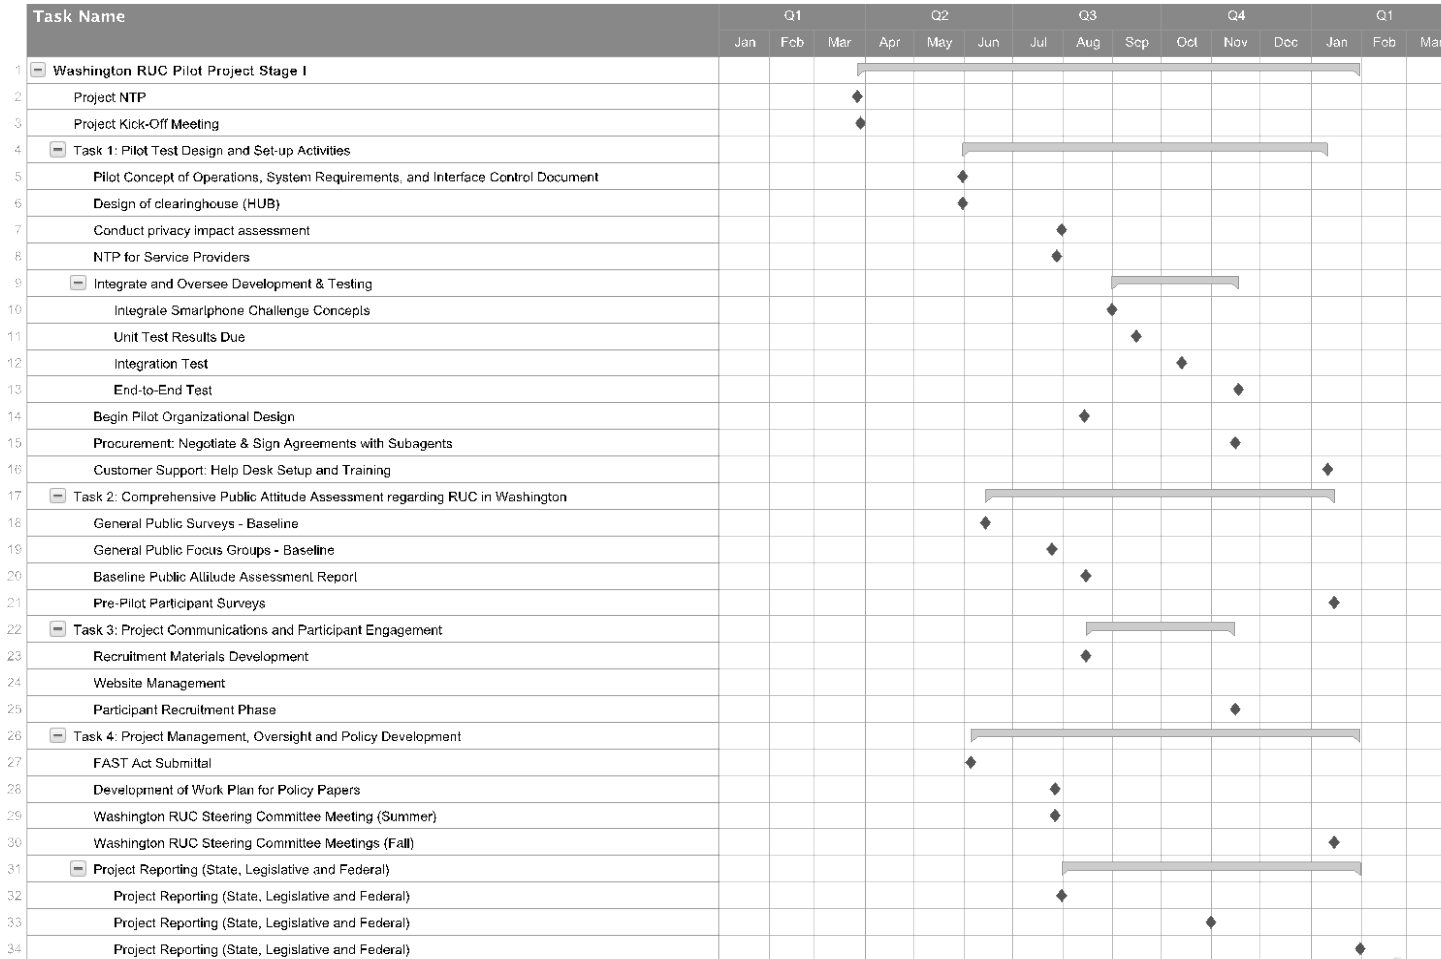 Task Name
Q1 Q2 Q3 Q4 Q1
Jan Feb Mar Apr May Jun Jul Aug Sep Oct Nov Dec Jan Feb Mar
1 Washington RUC Pilot Project Stage I
2 Project NTP
3 Project Kick-Off Meeting
4 Task 1: Pilot Test Design and Set-up Activities
5 Pilot Concept of Operations, System Requirements, and Interface Control Document
6 Design of clearinghouse (HUB)
7 Conduct privacy impact assessment
8 NTP for Service Providers
9 Integrate and Oversee Development & Testing
10 Integrate Smartphone Challenge Concepts
11 Unit Test Results Due
12 Integration Test
13 End-to-End Test
14 Begin Pilot Organizational Design
15 Procurement: Negotiate & Sign Agreements with Subagents
16 Customer Support: Help Desk Setup and Training
17 Task 2: Comprehensive Public Attitude Assessment regarding RUC in Washington
18 General Public Surveys - Baseline
19 General Public Focus Groups - Baseline
20 Baseline Public Attitude Assessment Report
21 Pre-Pilot Participant Surveys
22 Task 3: Project Communications and Participant Engagement
23 Recruitment Materials Development
24 Website Management
25 Participant Recruitment Phase
26 Task 4: Project Management, Oversight and Policy Development
27 FAST Act Submittal
28 Development of Work Plan for Policy Papers
29 Washington RUC Steering Committee Meeting (Summer)
30 Washington RUC Steering Committee Meetings (Fall)
31 Project Reporting (State, Legislative and Federal)
32 Project Reporting (State, Legislative and Federal)
33 Project Reporting (State, Legislative and Federal)
34 Project Reporting (State, Legislative and Federal)